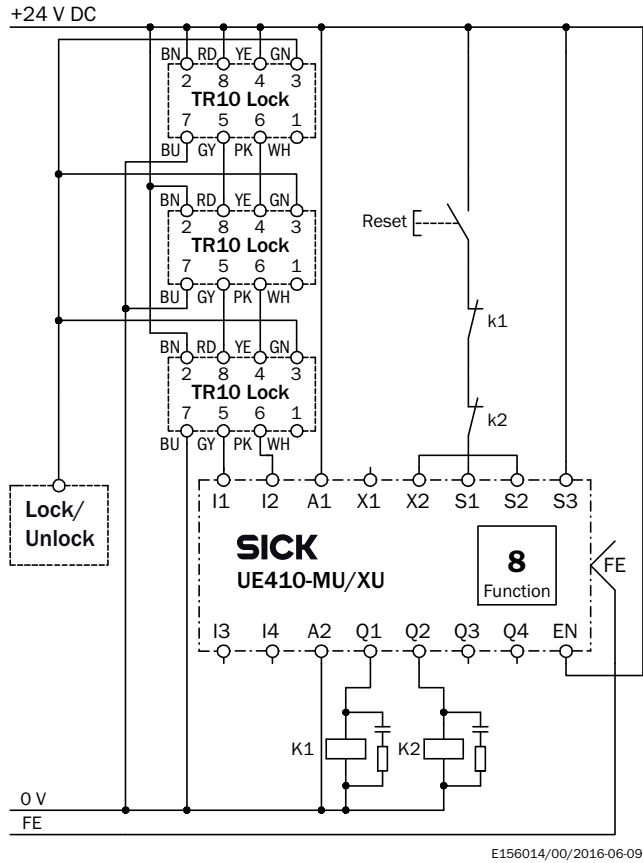 +24 V DC
BN RD YE GN
2 8 4 3
TR10 Lock
7 5 6 1
BU GY PK WH
BN RD YE GN
2 8 4 3
TR10 Lock
7 5 6 1
BU GY PK WH
Reset
k1
BN RD YE GN
2 8 4 3
TR10 Lock
7 5 6 1
BU GY PK WH
k2
I1 I2 A1 X1 X2 S1 S2 S3
Lock/
Unlock
SICK
UE410-MU/XU
8
Function
FE
I3 I4 A2 Q1 Q2 Q3 Q4 EN
K1 K2
0 V
FE
E156014/00/2016-06-09